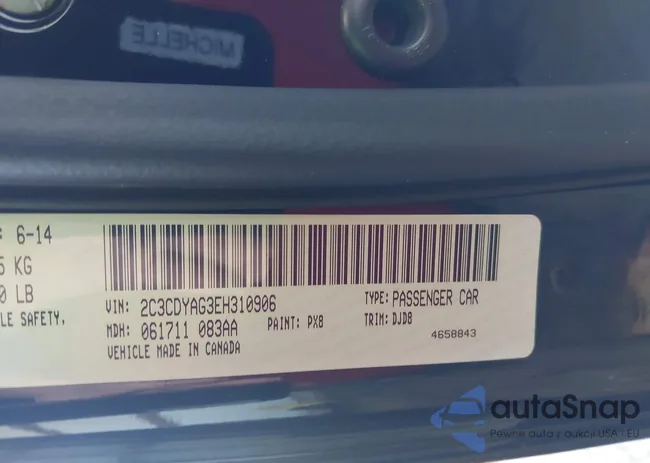 MICHELLE
: 6-14
5 KG
0 LB
LE SAFETY,
VIN: 2C3CDYAG3EH310906
TYPE: PASSENGER CAR
MDH: 061711 083AA
PAINT: PX8
TRIM: DJD8
VEHICLE MADE IN CANADA
4658843
autaSnap
Pewne auta z aukcji USA i EU